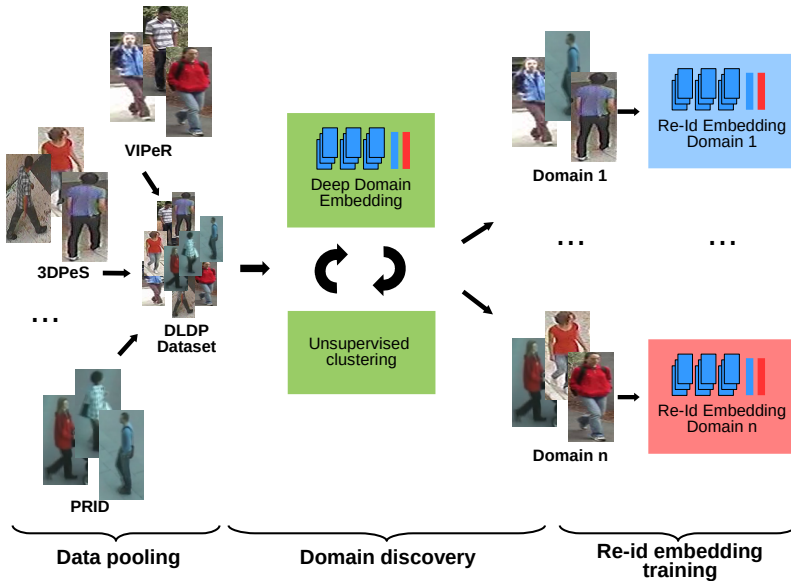 VIPeR
3DPeS
...
DLDP
Dataset
PRID
Deep Domain
Embedding
Unsupervised
clustering
Domain 1
Re-Id Embedding
Domain 1
...
...
Domain n
Re-Id Embedding
Domain n
Data pooling
Domain discovery
Re-id embedding
training